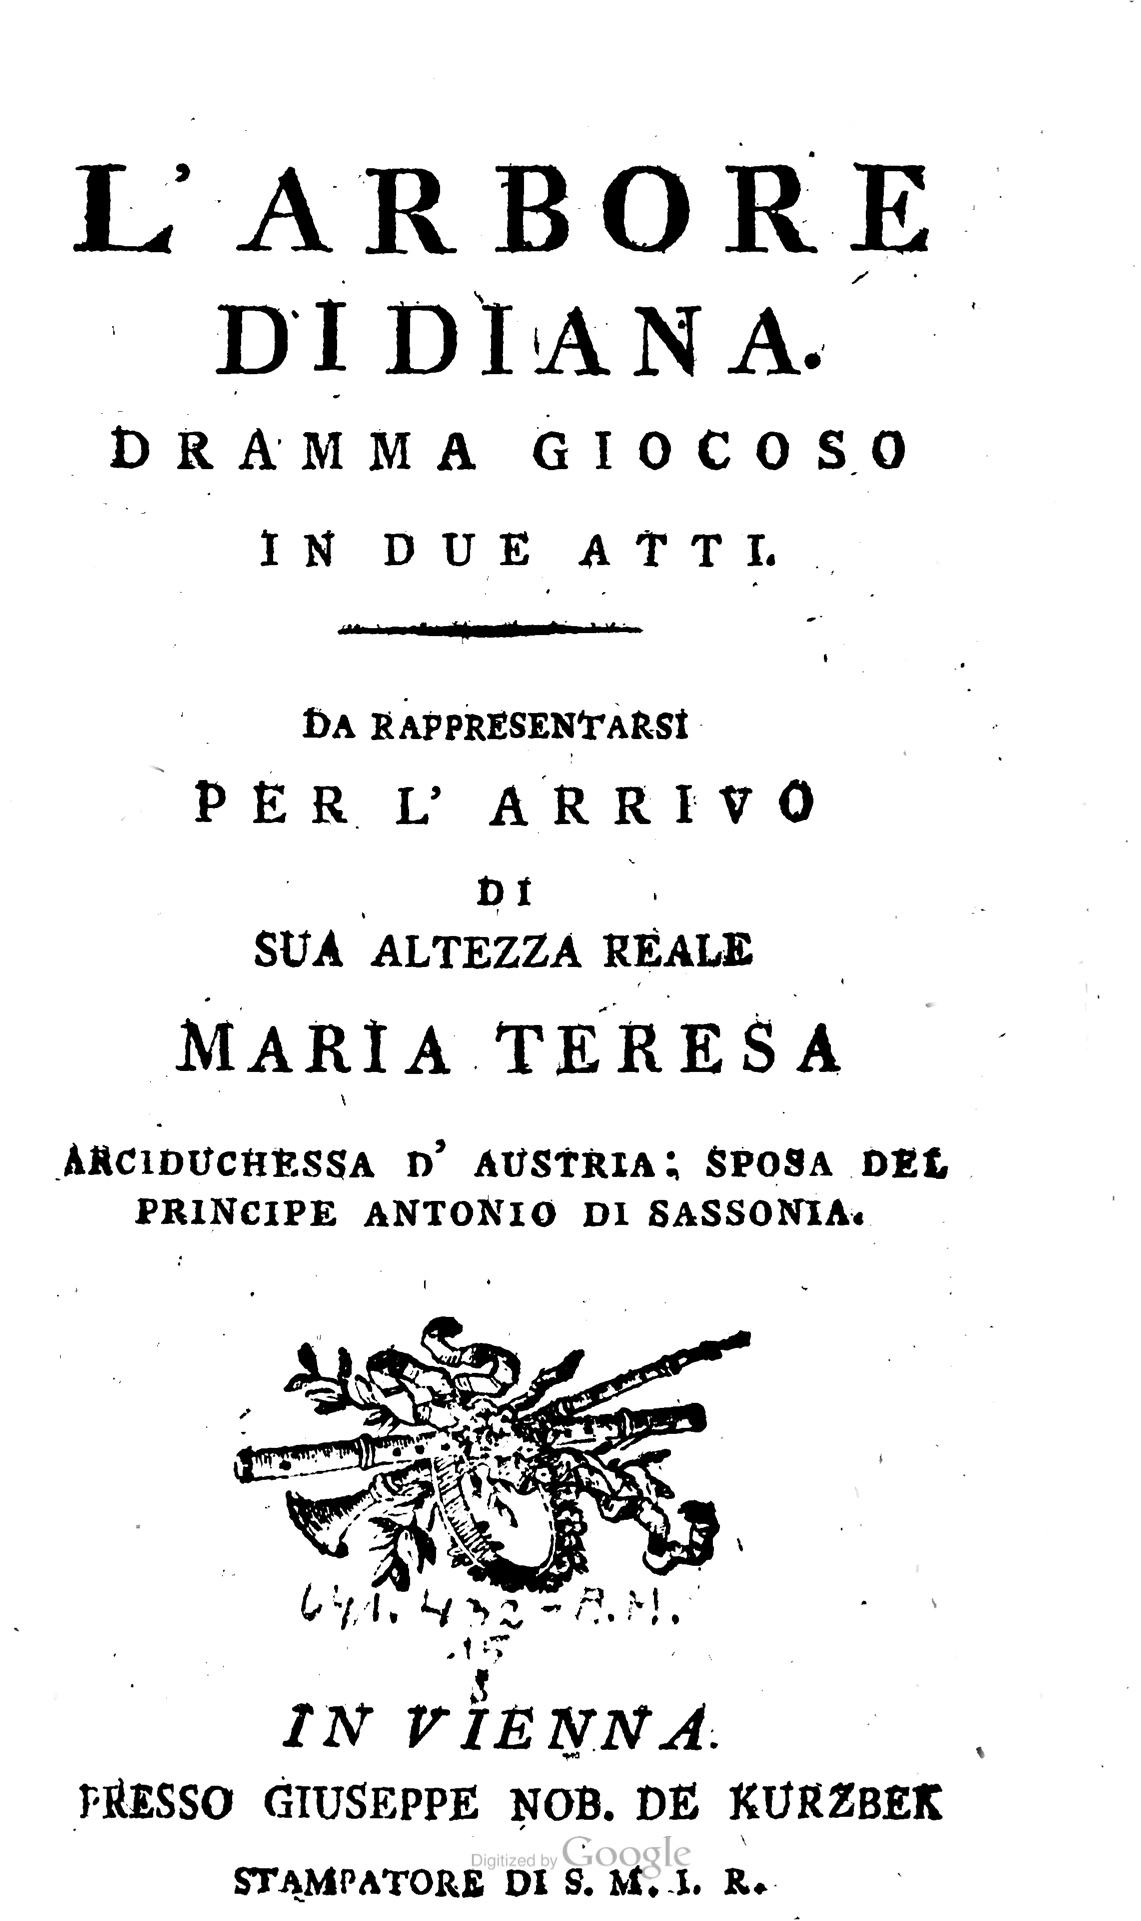 L'ARBORE
DI DIANA.
DRAMMA GIOCOSO
IN DUE ATTI.
DA RAPPRESENTARSI
PER L' ARRIVO
DI
SUA ALTEZZA REALE
MARIA TERESA
ARCIDUCHESSA D' AUSTRIA; SPOSA DEL
PRINCIPE ANTONIO DI SASSONIA.
641.432-A.M.
15
IN VIENNA.
PRESSO GIUSEPPE NOB. DE KURZBEK
Digitized by Google
STAMPATORE DI S. M. I. R.